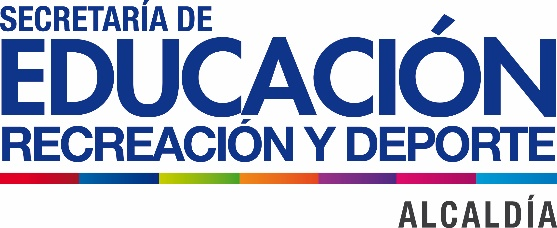 SECRETARÍA DE
EDUCACIÓN
RECREACIÓN Y DEPORTE
ALCALDÍA